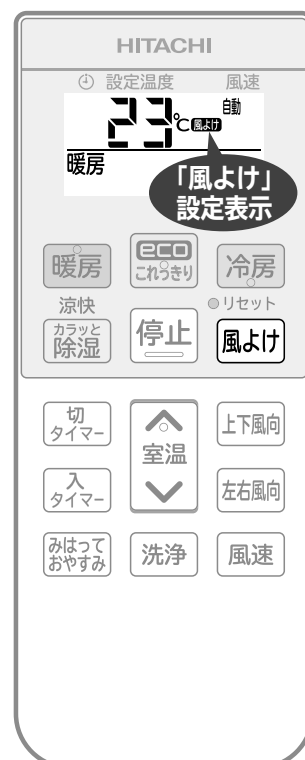 HITACHI
設定温度 風速
23℃ 風よけ 自動
暖房
「風よけ」
設定表示
暖房
eco
これっきり
冷房
涼快
カラッと
除湿
停止
リセット
風よけ
切
タイマー
室温
上下風向
入
タイマー
左右風向
みはって
おやすみ
洗浄
風速